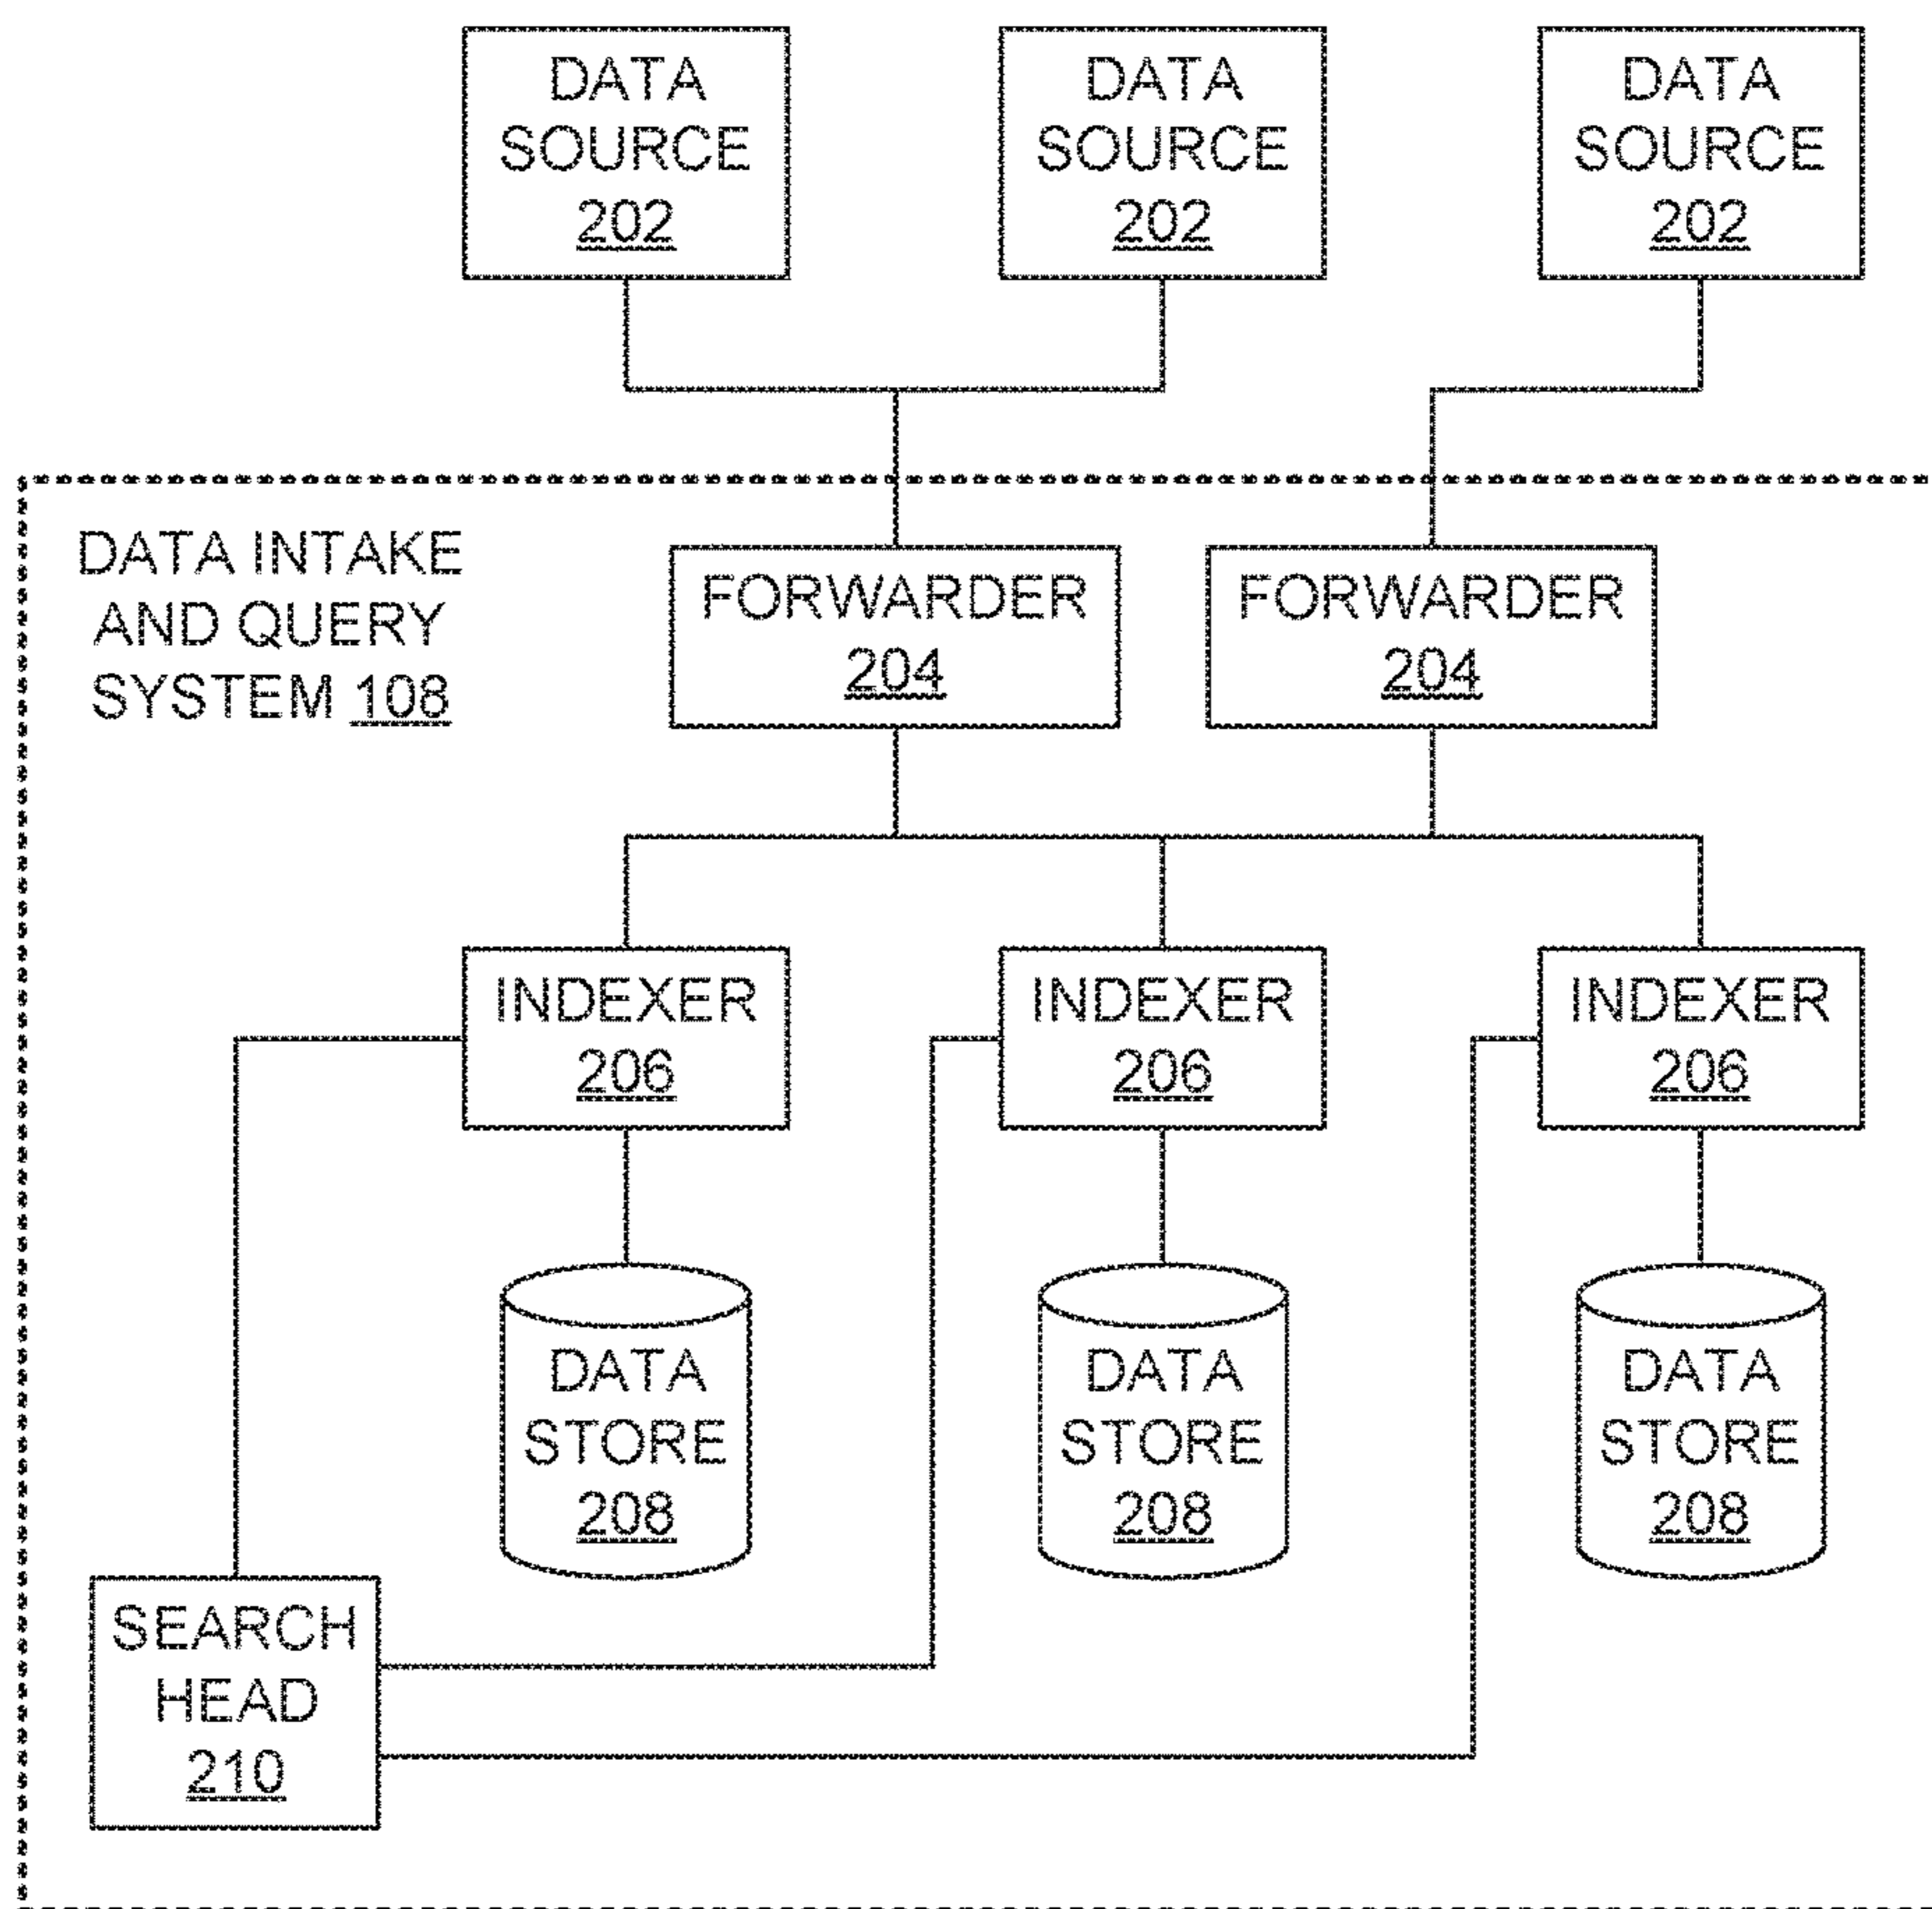 DATA
SOURCE
202
DATA
SOURCE
202
DATA
SOURCE
202
DATA INTAKE
AND QUERY
SYSTEM 108
FORWARDER
204
FORWARDER
204
INDEXER
206
INDEXER
206
INDEXER
206
DATA
STORE
208
DATA
STORE
208
DATA
STORE
208
SEARCH
HEAD
210